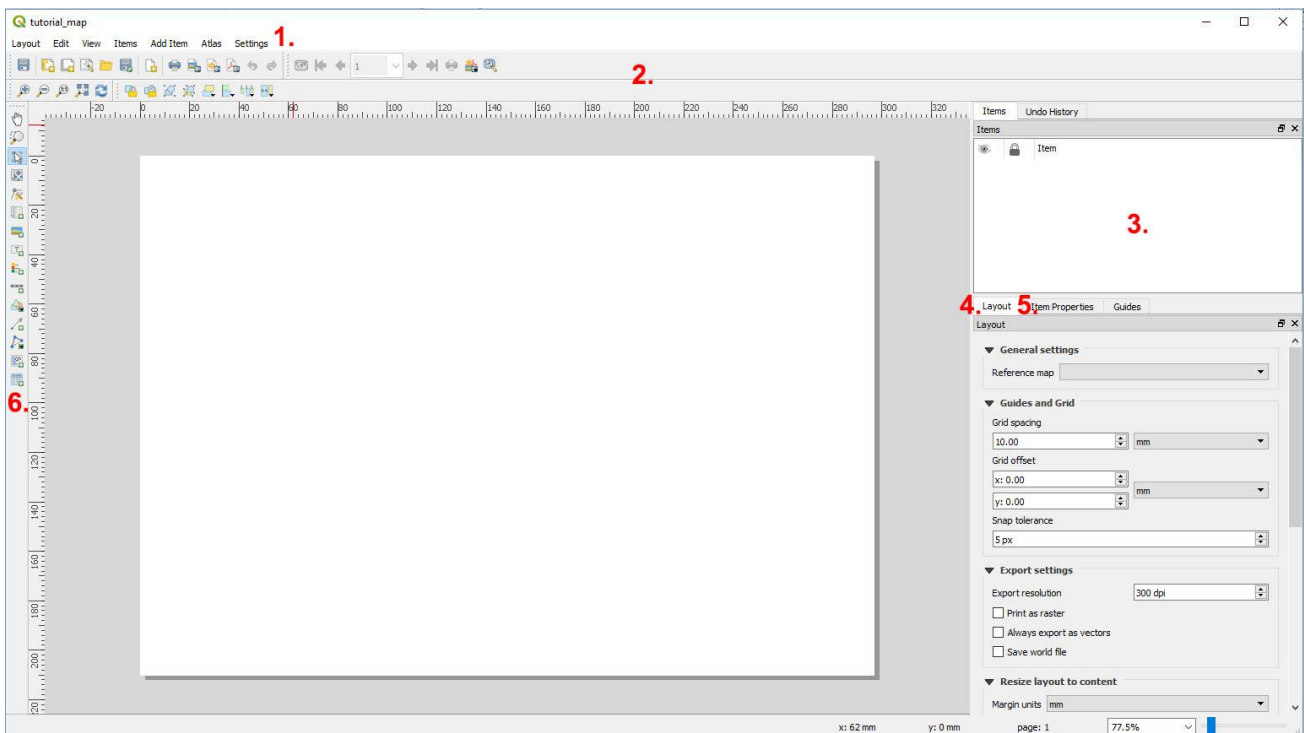 tutorial_map
Layout Edit View Items Add Item Atlas Settings 1.
1
2.
-20 0 20 40 60 80 100 120 140 160 180 200 220 240 260 280 300 320
0
20
40
60
80
100
120
140
160
180
200
220
6.
Items Undo History
Items
Item
3.
4. Layout 5. Item Properties Guides
Layout
General settings
Reference map
Guides and Grid
Grid spacing
10.00 mm
Grid offset
x: 0.00
mm
y: 0.00
Snap tolerance
5 px
Export settings
Export resolution 300 dpi
Print as raster
Always export as vectors
Save world file
Resize layout to content
Margin units mm
x: 62 mm y: 0 mm page: 1 77.5%